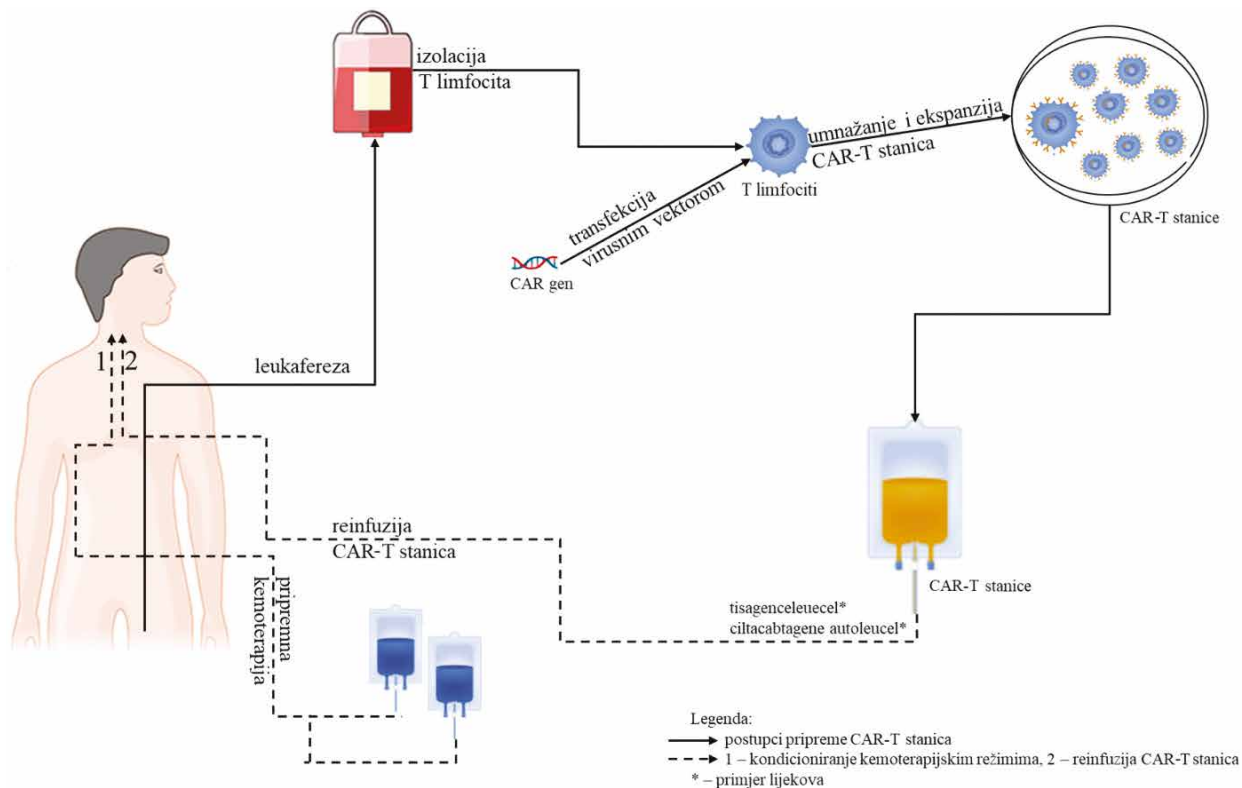 izolacija
T limfocita
umnažanje i ekspanzija
CAR-T stanica
T limfociti
transfekcija
virusnim vektorom
CAR gen
CAR-T stanice
1 2
leukafereza
reinfuzija
CAR-T stanica
CAR-T stanice
tisagenceleucel*
ciltacabtagene autoleucel*
pripremna
kemoterapija
Legenda:
postupci pripreme CAR-T stanica
1 – kondicioniranje kemoterapijskim režimima, 2 – reinfuzija CAR-T stanica
* – primjer lijekova